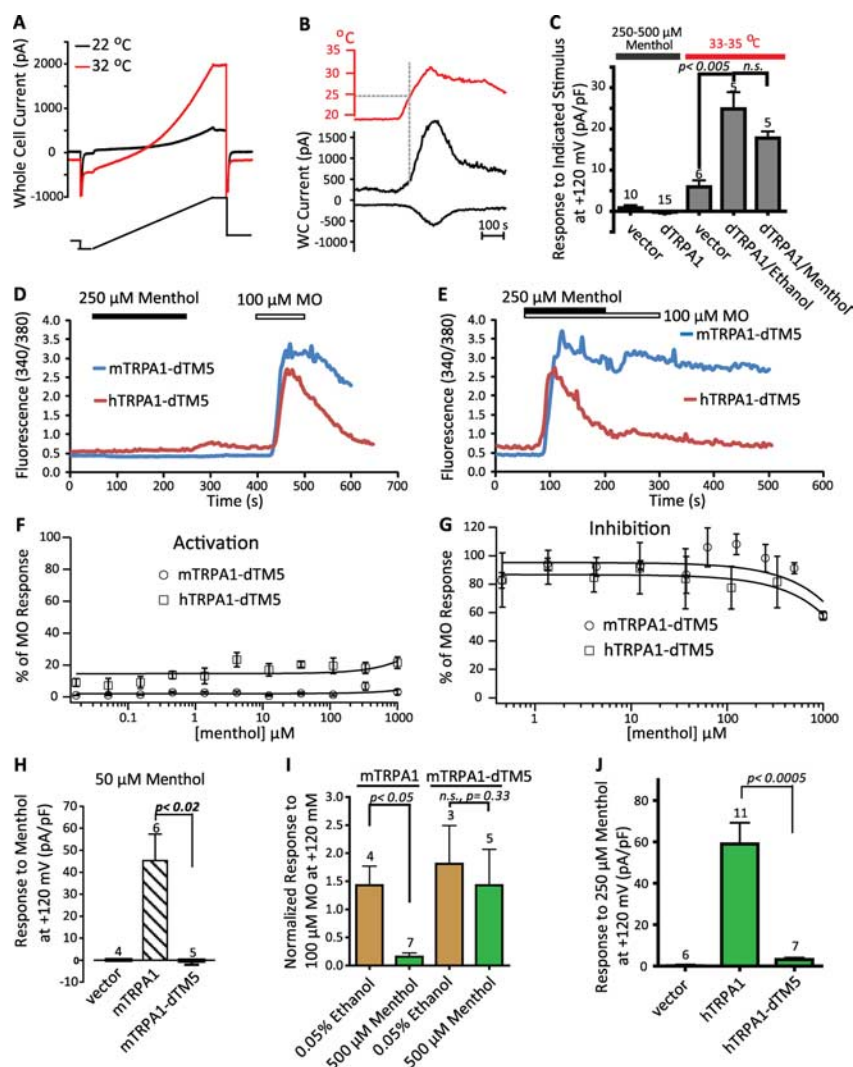 A
22 °C
32 °C
Whole Cell Current (pA)
2000
1000
0
-1000
B
°C
35
30
25
20
WC Current (pA)
1500
1000
500
0
-500
-1000
100 s
C
250-500 µM
Menthol
33-35 °C
p< 0.005
n.s.
Response to Indicated Stimulus
at +120 mV (pA/pF)
30
20
10
0
10
15
6
5
5
vector
dTRPA1
vector
dTRPA1/Ethanol
dTRPA1/Menthol
D
250 µM Menthol
100 µM MO
mTRPA1-dTM5
hTRPA1-dTM5
Fluorescence (340/380)
4.0
3.5
3.0
2.5
2.0
1.5
1.0
0.5
0.0
0 100 200 300 400 500 600 700
Time (s)
E
250 µM Menthol
100 µM MO
mTRPA1-dTM5
hTRPA1-dTM5
Fluorescence (340/380)
4.0
3.5
3.0
2.5
2.0
1.5
1.0
0.5
0.0
0 100 200 300 400 500 600
Time (s)
F
Activation
mTRPA1-dTM5
hTRPA1-dTM5
% of MO Response
100
80
60
40
20
0
0.1 1 10 100 1000
[menthol] µM
G
Inhibition
mTRPA1-dTM5
hTRPA1-dTM5
% of MO Response
120
100
80
60
40
20
0
1 10 100 1000
[menthol] µM
H
50 µM Menthol
p< 0.02
Response to Menthol
at +120 mV (pA/pF)
70
60
50
40
30
20
10
0
-10
4
6
5
vector
mTRPA1
mTRPA1-dTM5
I
mTRPA1
mTRPA1-dTM5
p< 0.05
n.s., p= 0.33
Normalized Response to
100 µM MO at +120 mM
3.0
2.5
2.0
1.5
1.0
0.5
0.0
4
7
3
5
0.05% Ethanol
500 µM Menthol
0.05% Ethanol
500 µM Menthol
J
p< 0.0005
Response to 250 µM Menthol
at +120 mV (pA/pF)
100
80
60
40
20
0
6
11
7
vector
hTRPA1
hTRPA1-dTM5